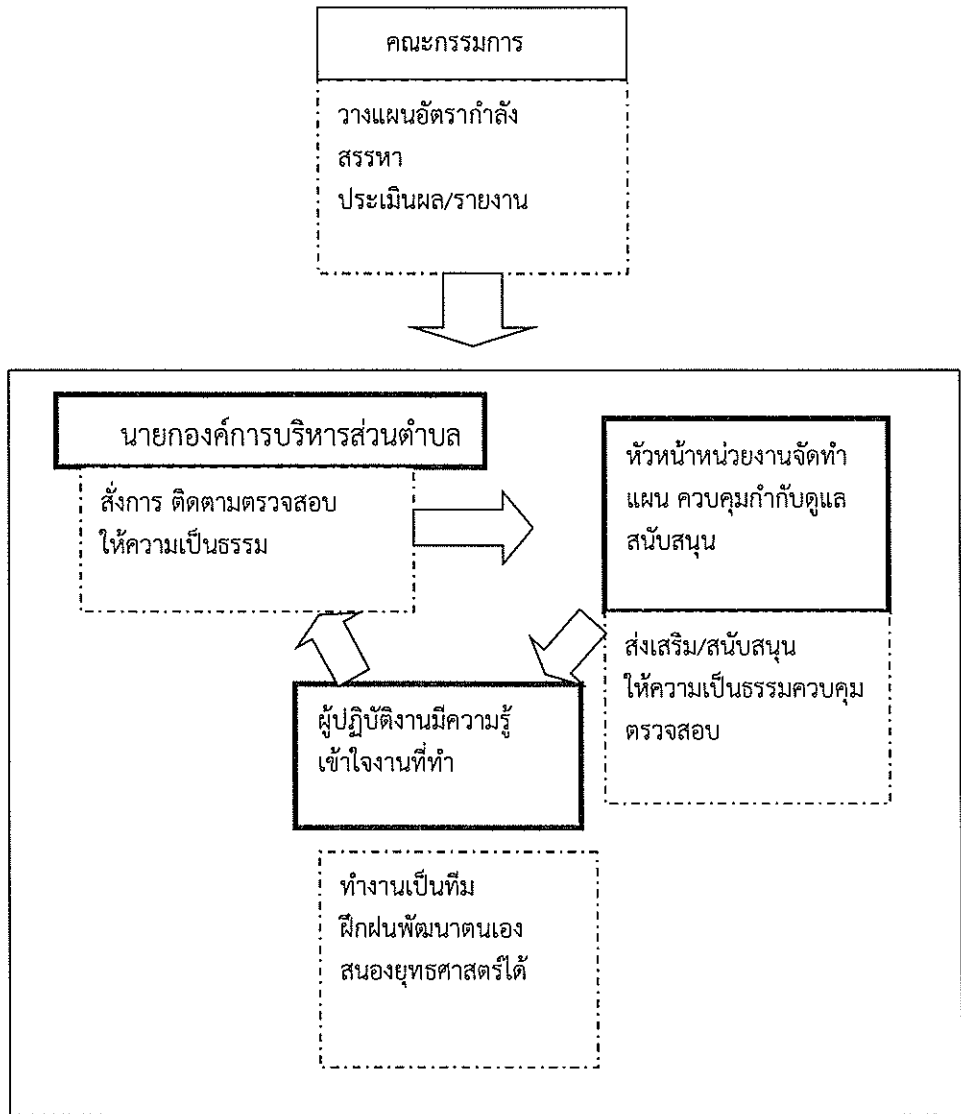 คณะกรรมการ
วางแผนอัตรากำลัง
สรรหา
ประเมินผล/รายงาน
นายกองค์การบริหารส่วนตำบล
สั่งการ ติดตามตรวจสอบ
ให้ความเป็นธรรม
หัวหน้าหน่วยงานจัดทำ
แผน ควบคุมกำกับดูแล
สนับสนุน
ส่งเสริม/สนับสนุน
ให้ความเป็นธรรมควบคุม
ตรวจสอบ
ผู้ปฏิบัติงานมีความรู้
เข้าใจงานที่ทำ
ทำงานเป็นทีม
ฝึกฝนพัฒนาตนเอง
สนองยุทธศาสตร์ได้